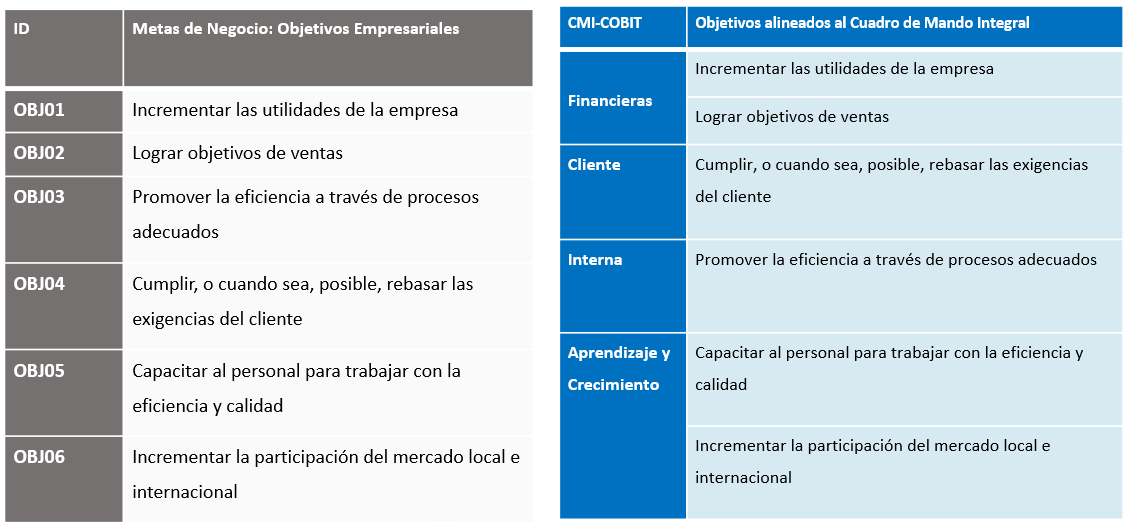 ID
Metas de Negocio: Objetivos Empresariales
OBJ01
Incrementar las utilidades de la empresa
OBJ02
Lograr objetivos de ventas
OBJ03
Promover la eficiencia a través de procesos
adecuados
OBJ04
Cumplir, o cuando sea, posible, rebasar las
exigencias del cliente
OBJ05
Capacitar al personal para trabajar con la
eficiencia y calidad
OBJ06
Incrementar la participación del mercado local e
internacional
CMI-COBIT
Objetivos alineados al Cuadro de Mando Integral
Financieras
Incrementar las utilidades de la empresa
Lograr objetivos de ventas
Cliente
Cumplir, o cuando sea, posible, rebasar las exigencias
del cliente
Interna
Promover la eficiencia a través de procesos adecuados
Aprendizaje y
Crecimiento
Capacitar al personal para trabajar con la eficiencia y
calidad
Incrementar la participación del mercado local e
internacional